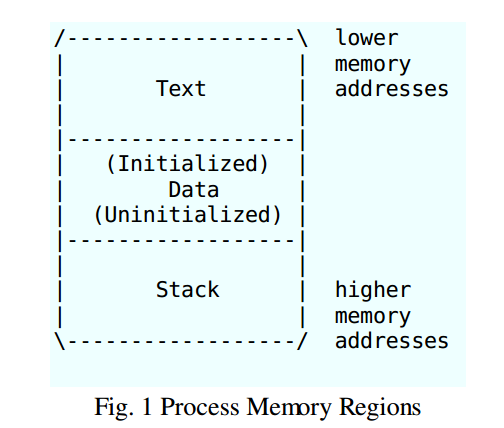 /------------------\ lower
| | memory
| Text | addresses
| |
|------------------|
| (Initialized) |
| Data |
| (Uninitialized) |
|------------------|
| |
| Stack | higher
| | memory
\------------------/ addresses
Fig. 1 Process Memory Regions